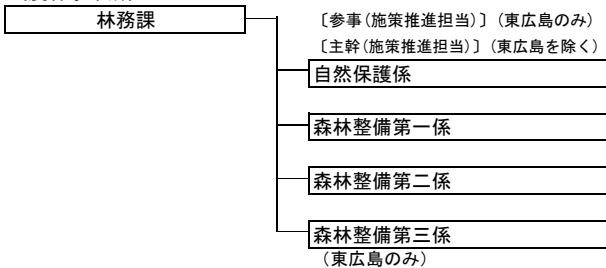 林務課
〔参事(施策推進担当)〕(東広島のみ)
〔主幹(施策推進担当)〕(東広島を除く)
自然保護係
森林整備第一係
森林整備第二係
森林整備第三係
(東広島のみ)